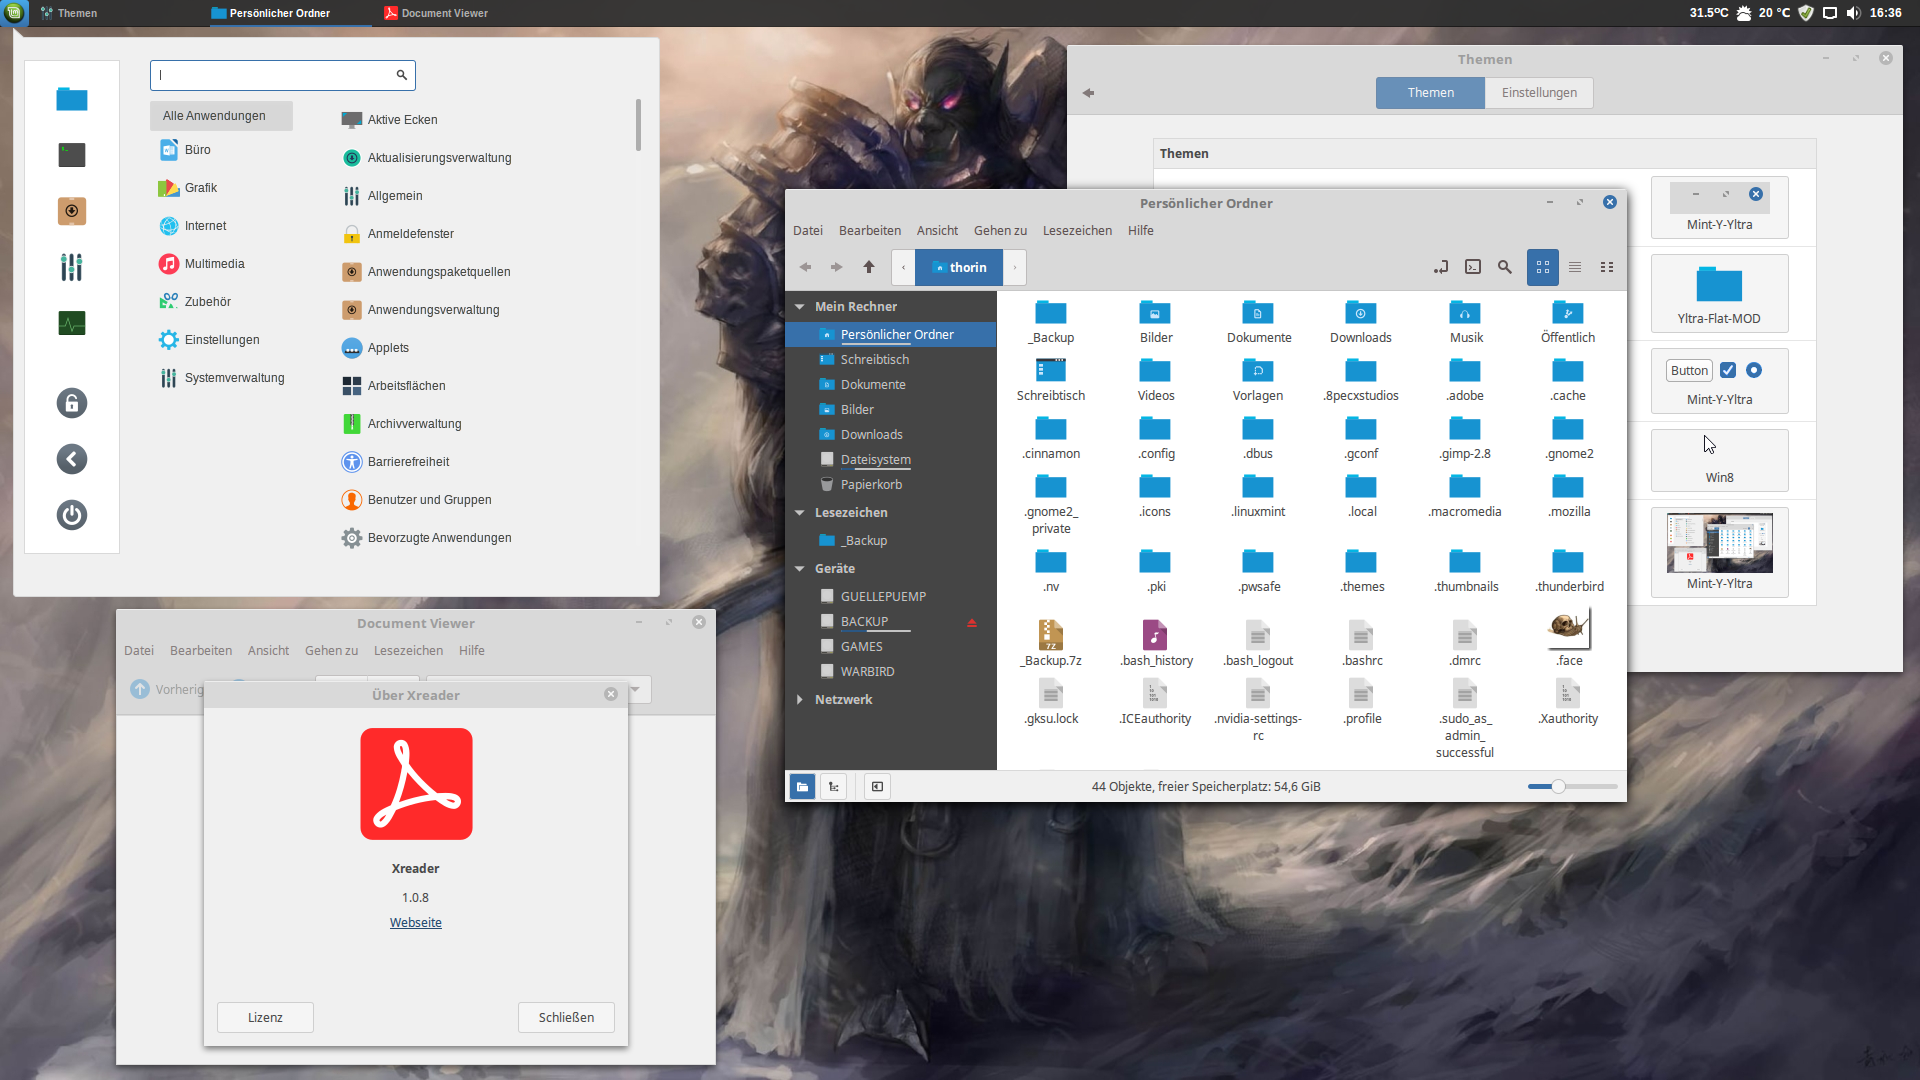 Themen
Persönlicher Ordner
Document Viewer
31.5°C
20 °C
16:36
Alle Anwendungen
Büro
Grafik
Internet
Multimedia
Zubehör
Einstellungen
Systemverwaltung
Aktive Ecken
Aktualisierungsverwaltung
Allgemein
Anmeldefenster
Anwendungspaketquellen
Anwendungsverwaltung
Applets
Arbeitsflächen
Archivverwaltung
Barrierefreiheit
Benutzer und Gruppen
Bevorzugte Anwendungen
Themen
Themen
Einstellungen
Themen
Mint-Y-Yltra
Yltra-Flat-MOD
Button
Mint-Y-Yltra
Win8
Mint-Y-Yltra
Persönlicher Ordner
Datei Bearbeiten Ansicht Gehen zu Lesezeichen Hilfe
thorin
Mein Rechner
Persönlicher Ordner
Schreibtisch
Dokumente
Bilder
Downloads
Dateisystem
Papierkorb
Lesezeichen
_Backup
Geräte
GUELLEPUEMP
BACKUP
GAMES
WARBIRD
Netzwerk
_Backup Bilder Dokumente Downloads Musik Öffentlich
Schreibtisch Videos Vorlagen .8pecxstudios .adobe .cache
.cinnamon .config .dbus .gconf .gimp-2.8 .gnome2
.gnome2_ .icons .linuxmint .local .macromedia .mozilla
private
.nv .pki .pwsafe .themes .thumbnails .thunderbird
7Z
_Backup.7z .bash_history .bash_logout .bashrc .dmrc .face
.gksu.lock .ICEauthority .nvidia-settings- .profile .sudo_as_ .Xauthority
rc admin_
successful
44 Objekte, freier Speicherplatz: 54,6 GiB
Document Viewer
Datei Bearbeiten Ansicht Gehen zu Lesezeichen Hilfe
Vorherig
Über Xreader
Xreader
1.0.8
Webseite
Lizenz
Schließen